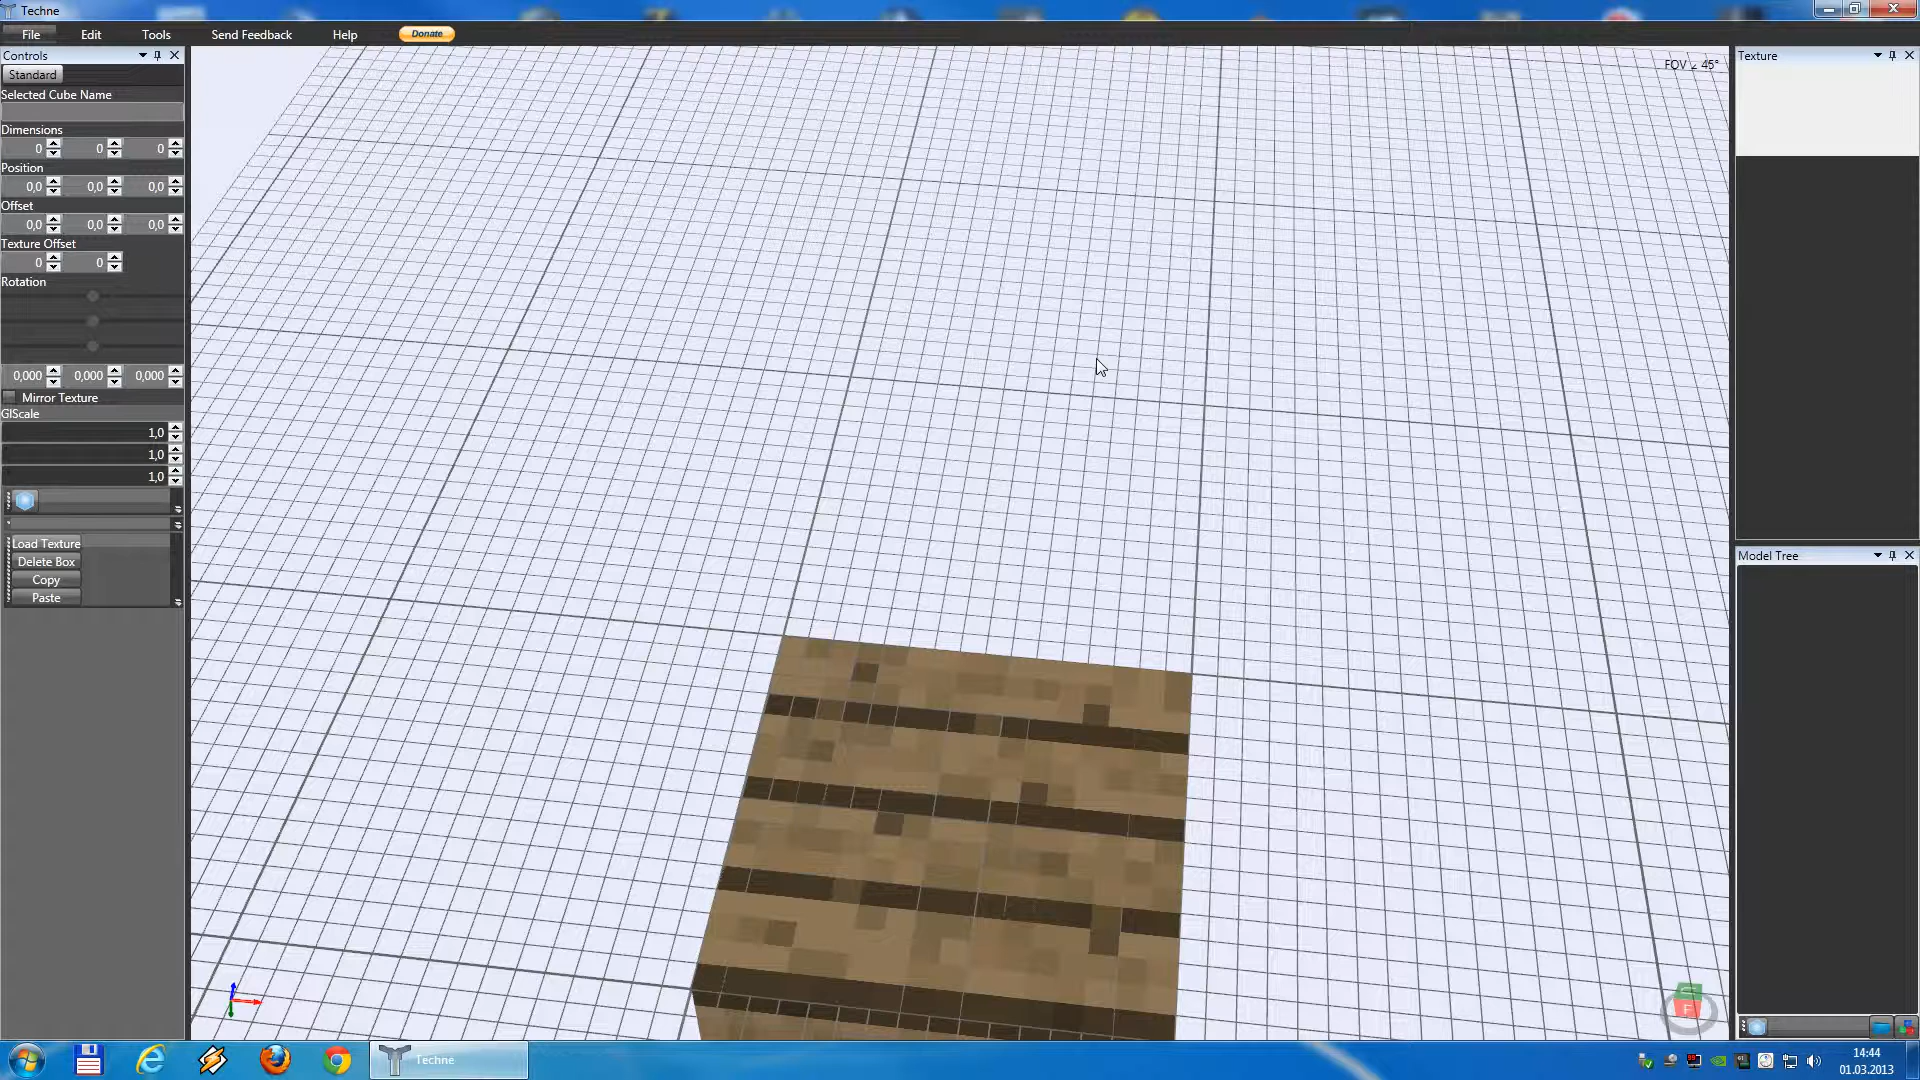 Techne
File Edit Tools Send Feedback Help Donate
Controls
Standard
Selected Cube Name
Dimensions
0 0 0
Position
0,0 0,0 0,0
Offset
0,0 0,0 0,0
Texture Offset
0 0
Rotation
0,000 0,000 0,000
Mirror Texture
GlScale
1,0
1,0
1,0
Load Texture
Delete Box
Copy
Paste
FOV ∠ 45°
Texture
Model Tree
F
Techne
14:44
01.03.2013